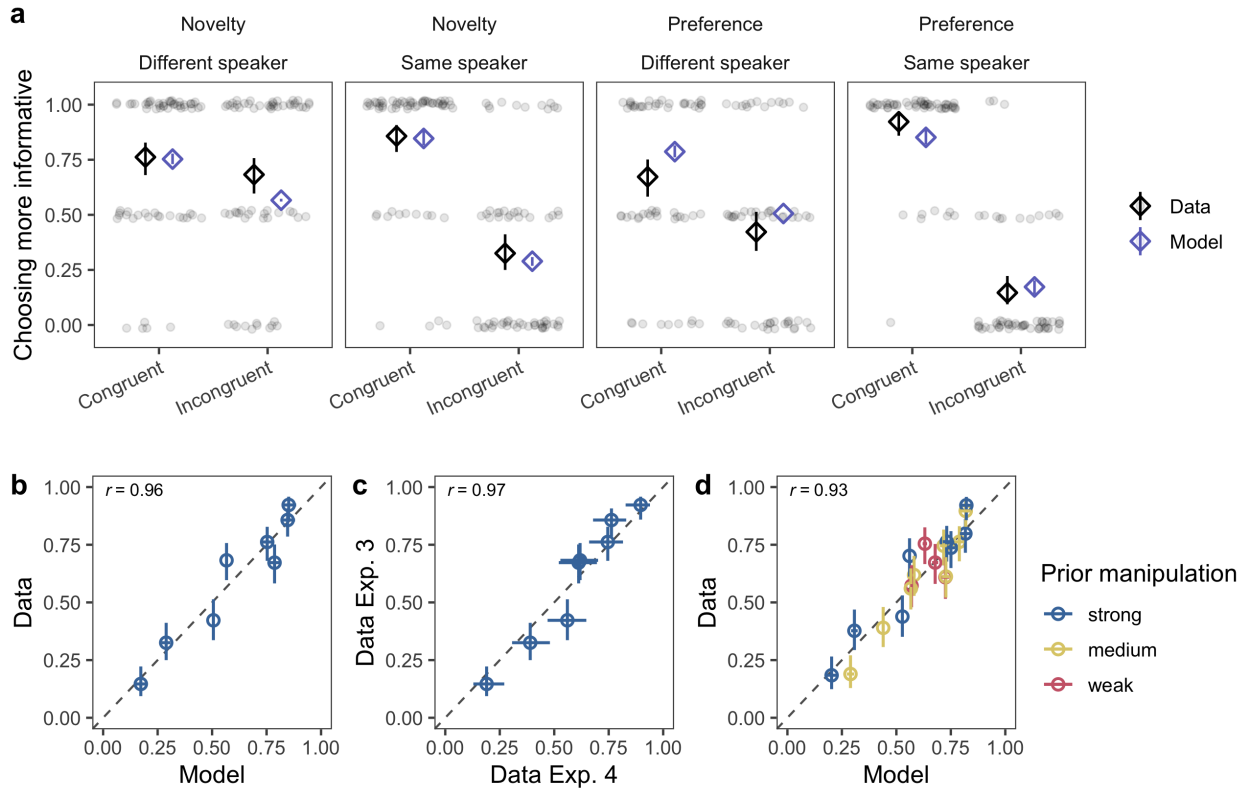 a
Novelty Novelty Preference Preference
Different speaker Same speaker Different speaker Same speaker
Choosing more informative
1.00
0.75
0.50
0.25
0.00
Congruent Incongruent Congruent Incongruent Congruent Incongruent Congruent Incongruent
Data
Model
b
r = 0.96
Data
1.00
0.75
0.50
0.25
0.00
0.00 0.25 0.50 0.75 1.00
Model
c
r = 0.97
Data Exp. 3
1.00
0.75
0.50
0.25
0.00
0.00 0.25 0.50 0.75 1.00
Data Exp. 4
d
r = 0.93
Data
1.00
0.75
0.50
0.25
0.00
0.00 0.25 0.50 0.75 1.00
Model
Prior manipulation
strong
medium
weak